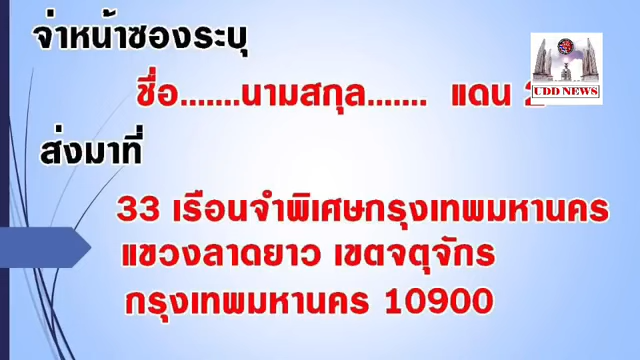 จ่าหน้าซองระบุ
ชื่อ.......นามสกุล....... แดน 2
ส่งมาที่
33 เรือนจำพิเศษกรุงเทพมหานคร
แขวงลาดยาว เขตจตุจักร
กรุงเทพมหานคร 10900
UDD NEWS